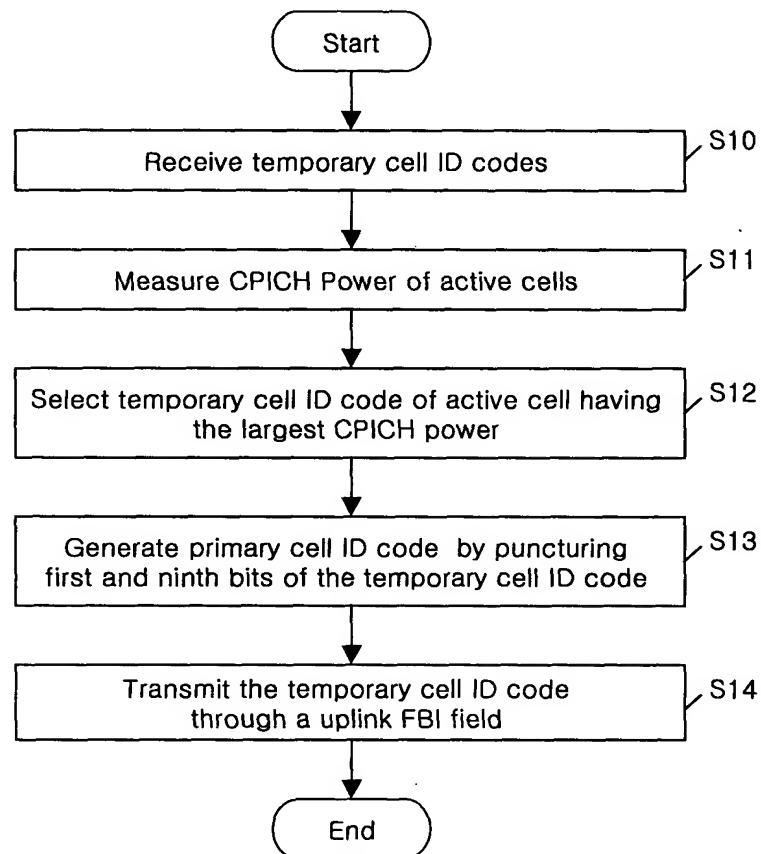 Start
Receive temporary cell ID codes
S10
Measure CPICH Power of active cells
S11
Select temporary cell ID code of active cell having
the largest CPICH power
S12
Generate primary cell ID code by puncturing
first and ninth bits of the temporary cell ID code
S13
Transmit the temporary cell ID code
through a uplink FBI field
S14
End